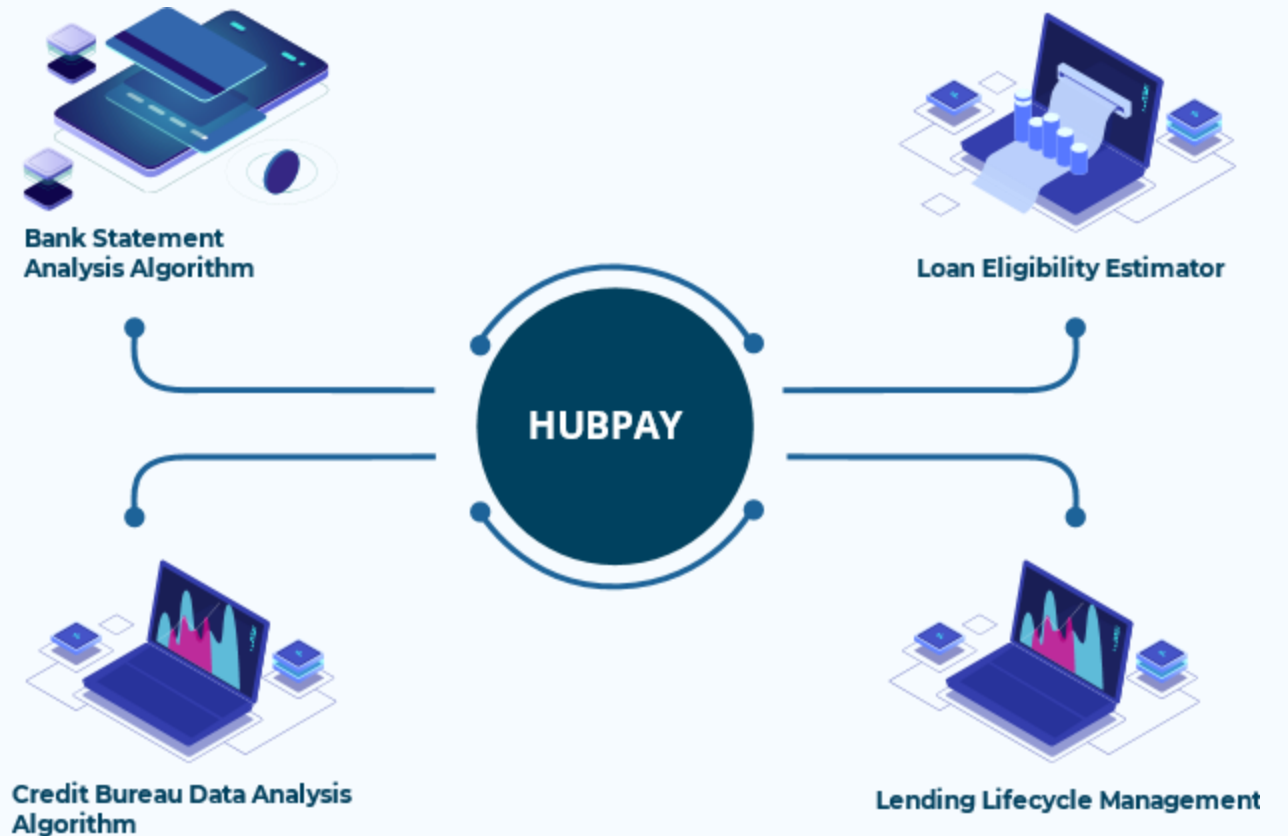 Bank Statement
Analysis Algorithm
Loan Eligibility Estimator
HUBPAY
Credit Bureau Data Analysis
Algorithm
Lending Lifecycle Management